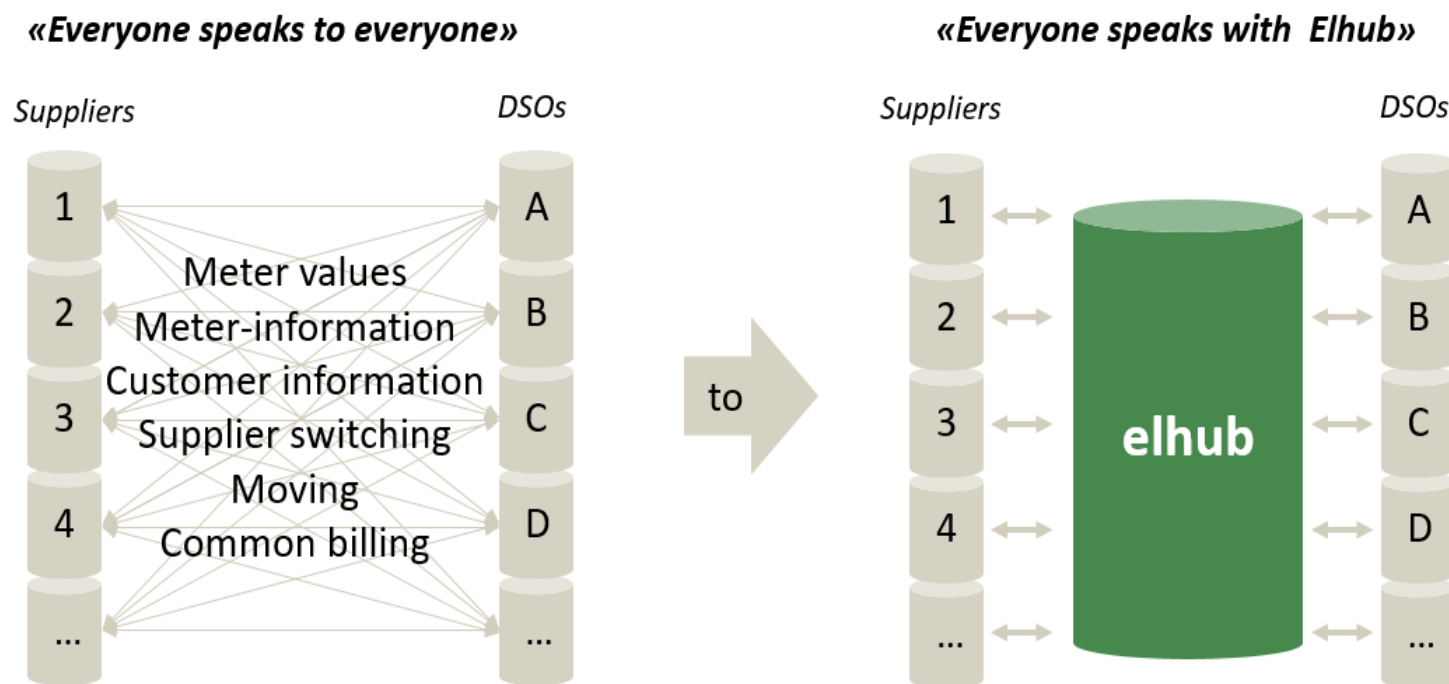 «Everyone speaks to everyone»
Suppliers
DSOs
1
2
3
4
...
Meter values
Meter-information
Customer information
Supplier switching
Moving
Common billing
A
B
C
D
...
to
«Everyone speaks with Elhub»
Suppliers
DSOs
1
2
3
4
...
elhub
A
B
C
D
...